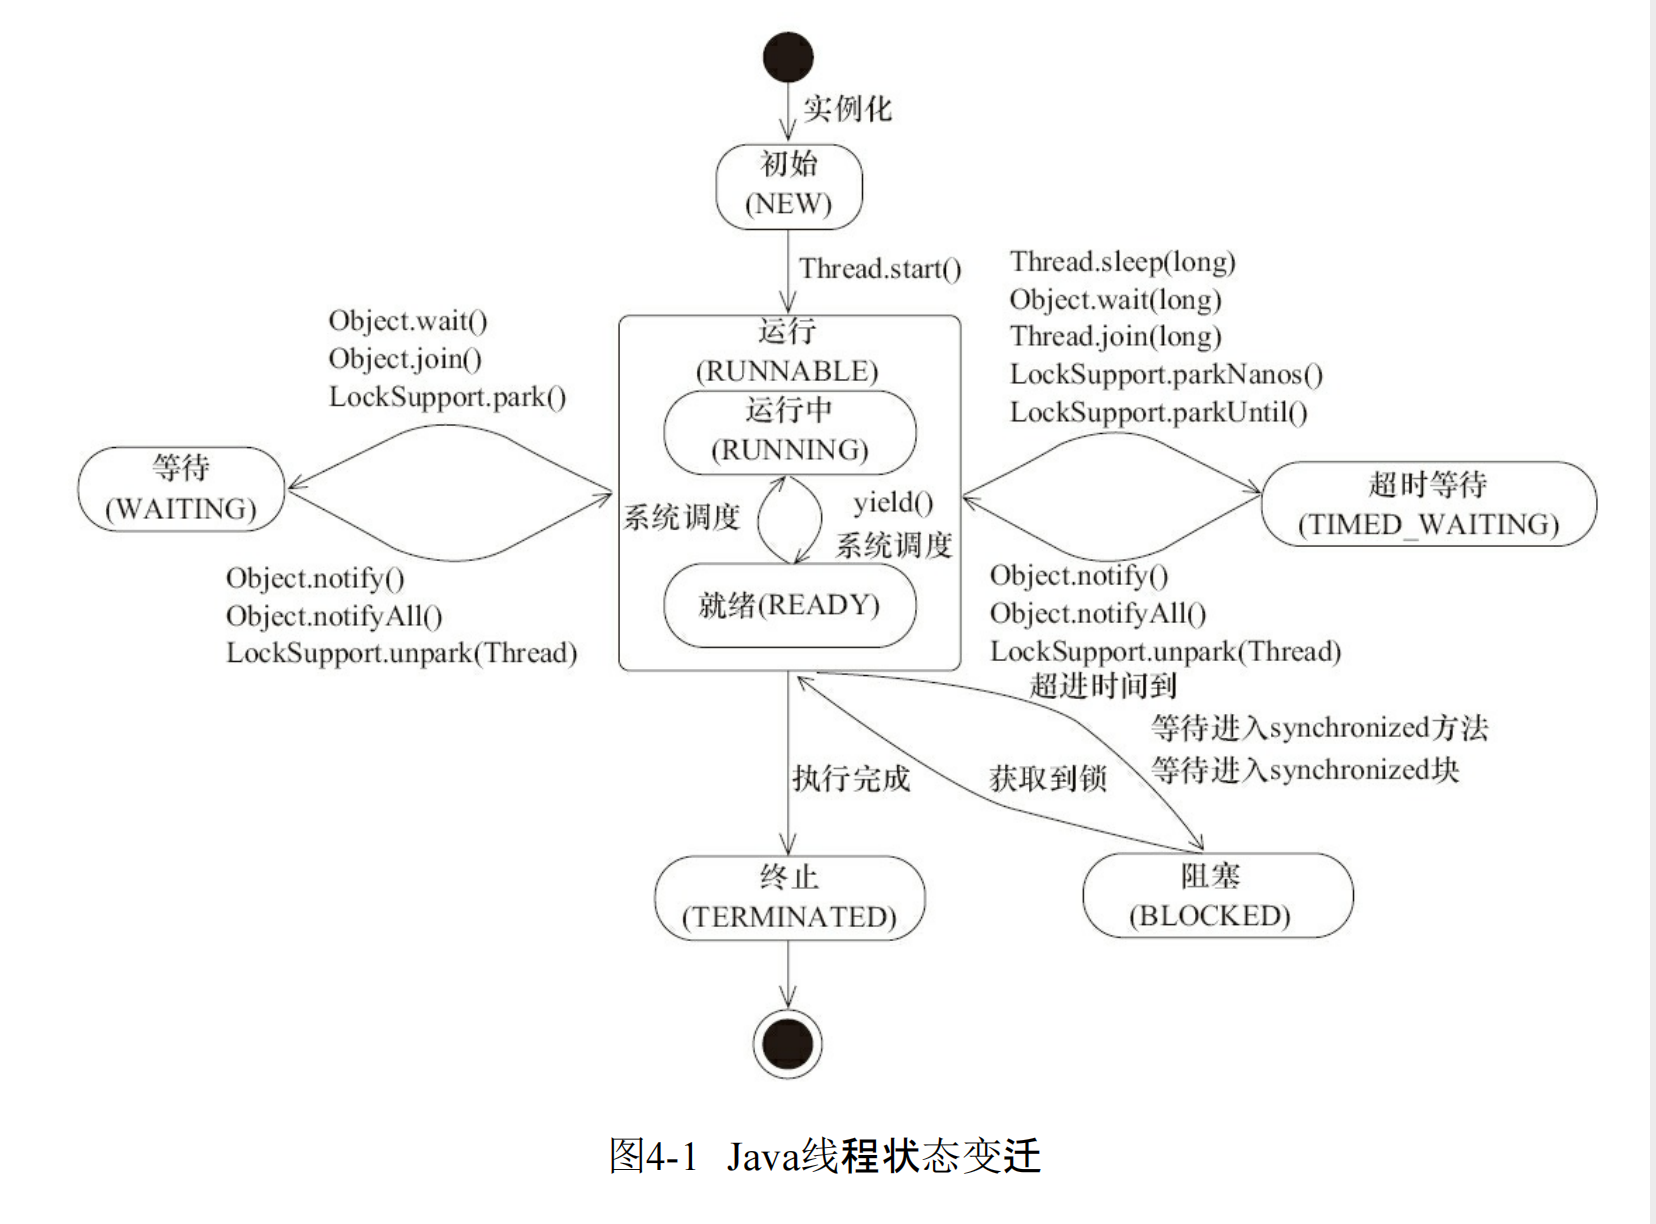 实例化
初始
(NEW)
Thread.start()
Object.wait()
Object.join()
LockSupport.park()
等待
(WAITING)
Object.notify()
Object.notifyAll()
LockSupport.unpark(Thread)
运行
(RUNNABLE)
运行中
(RUNNING)
系统调度
yield()
系统调度
就绪(READY)
Thread.sleep(long)
Object.wait(long)
Thread.join(long)
LockSupport.parkNanos()
LockSupport.parkUntil()
超时等待
(TIMED_WAITING)
Object.notify()
Object.notifyAll()
LockSupport.unpark(Thread)
超进时间到
等待进入synchronized方法
等待进入synchronized块
获取到锁
执行完成
终止
(TERMINATED)
阻塞
(BLOCKED)
图4-1 Java线程状态变迁